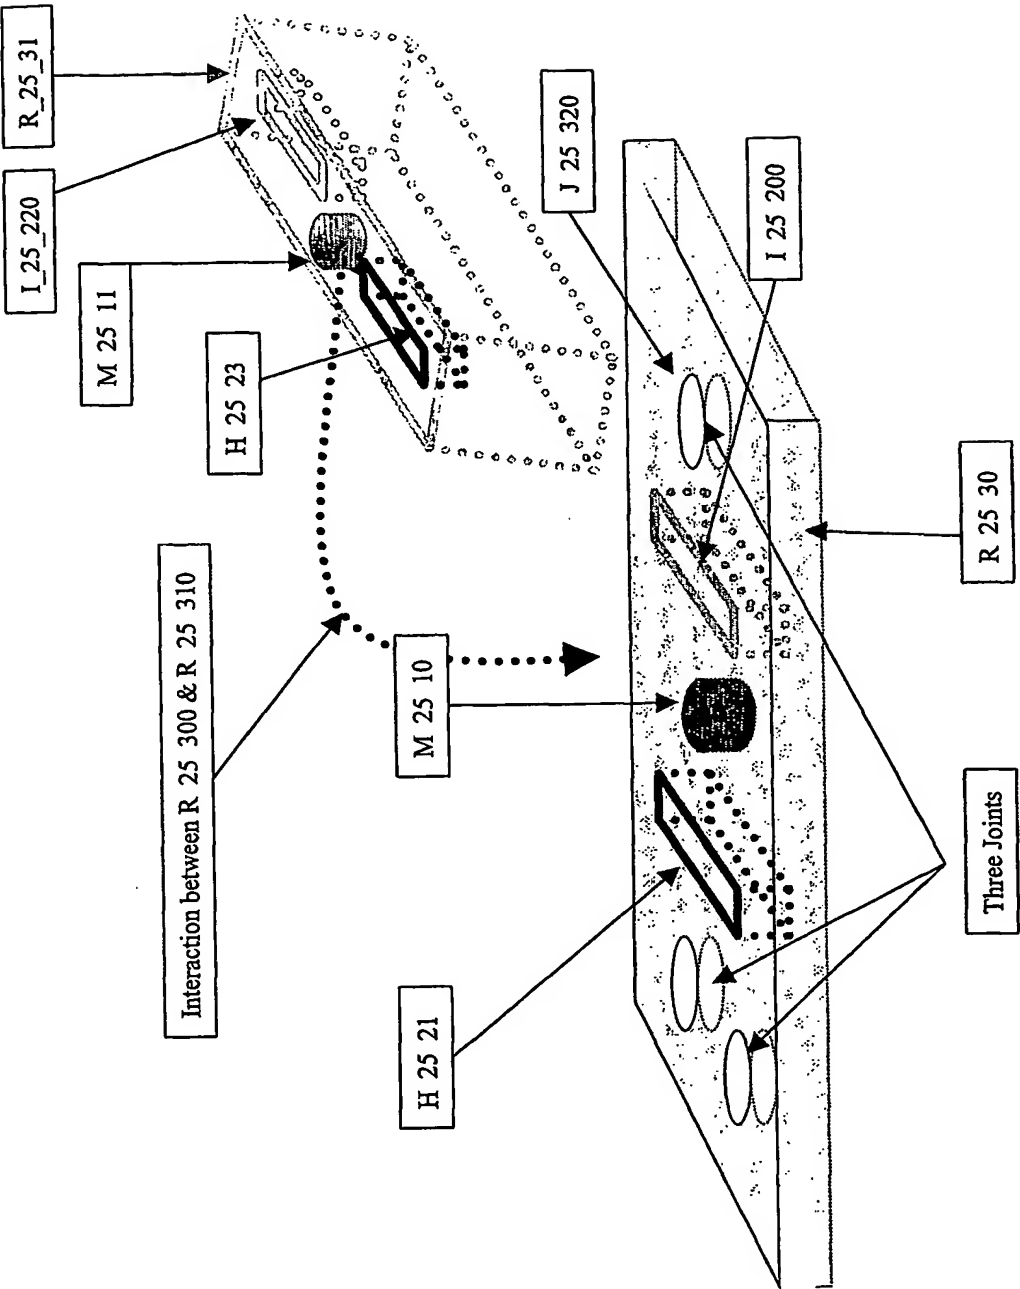 R_25_31
I_25_220
M 25 11
H 25 23
J 25 320
I 25 200
R 25 30
Interaction between R 25 300 & R 25 310
M 25 10
H 25 21
Three Joints